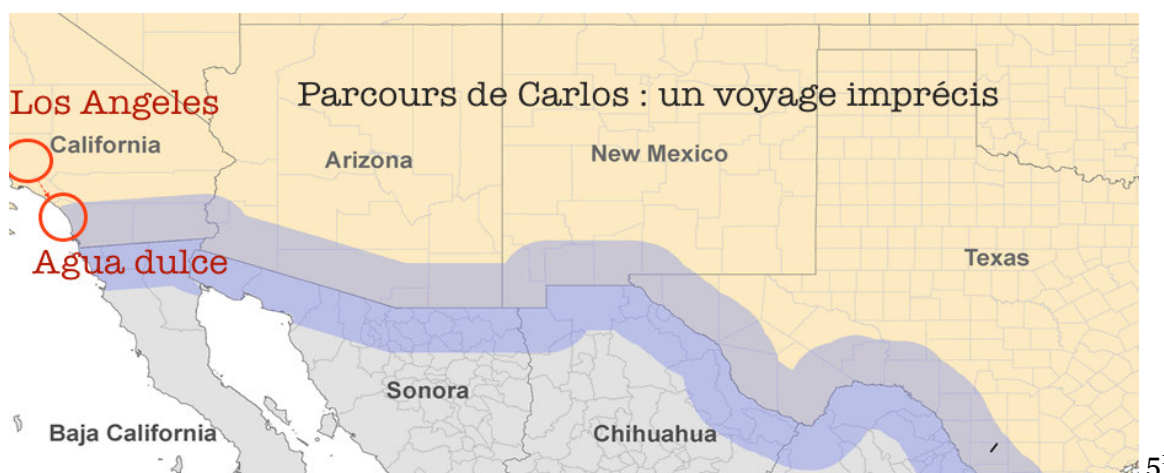 Parcours de Carlos : un voyage imprécis
Los Angeles
California
Arizona
New Mexico
Texas
Agua dulce
Sonora
Baja California
Chihuahua